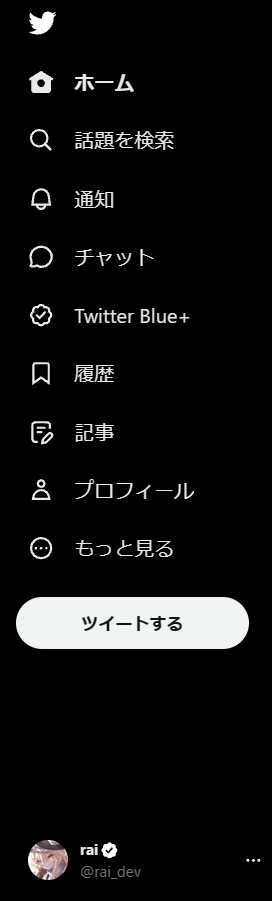 ホーム
話題を検索
通知
チャット
Twitter Blue+
履歴
記事
プロフィール
もっと見る
ツイートする
rai
@rai_dev